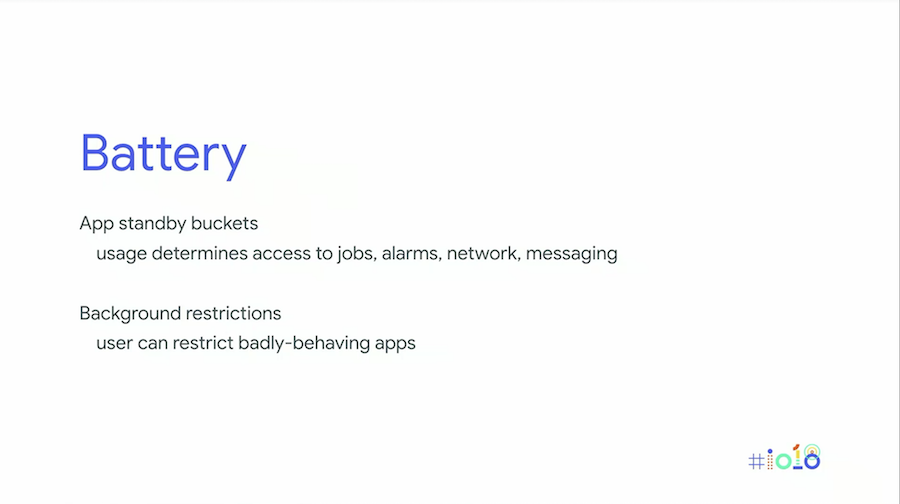 Battery
App standby buckets
usage determines access to jobs, alarms, network, messaging
Background restrictions
user can restrict badly-behaving apps
#io18